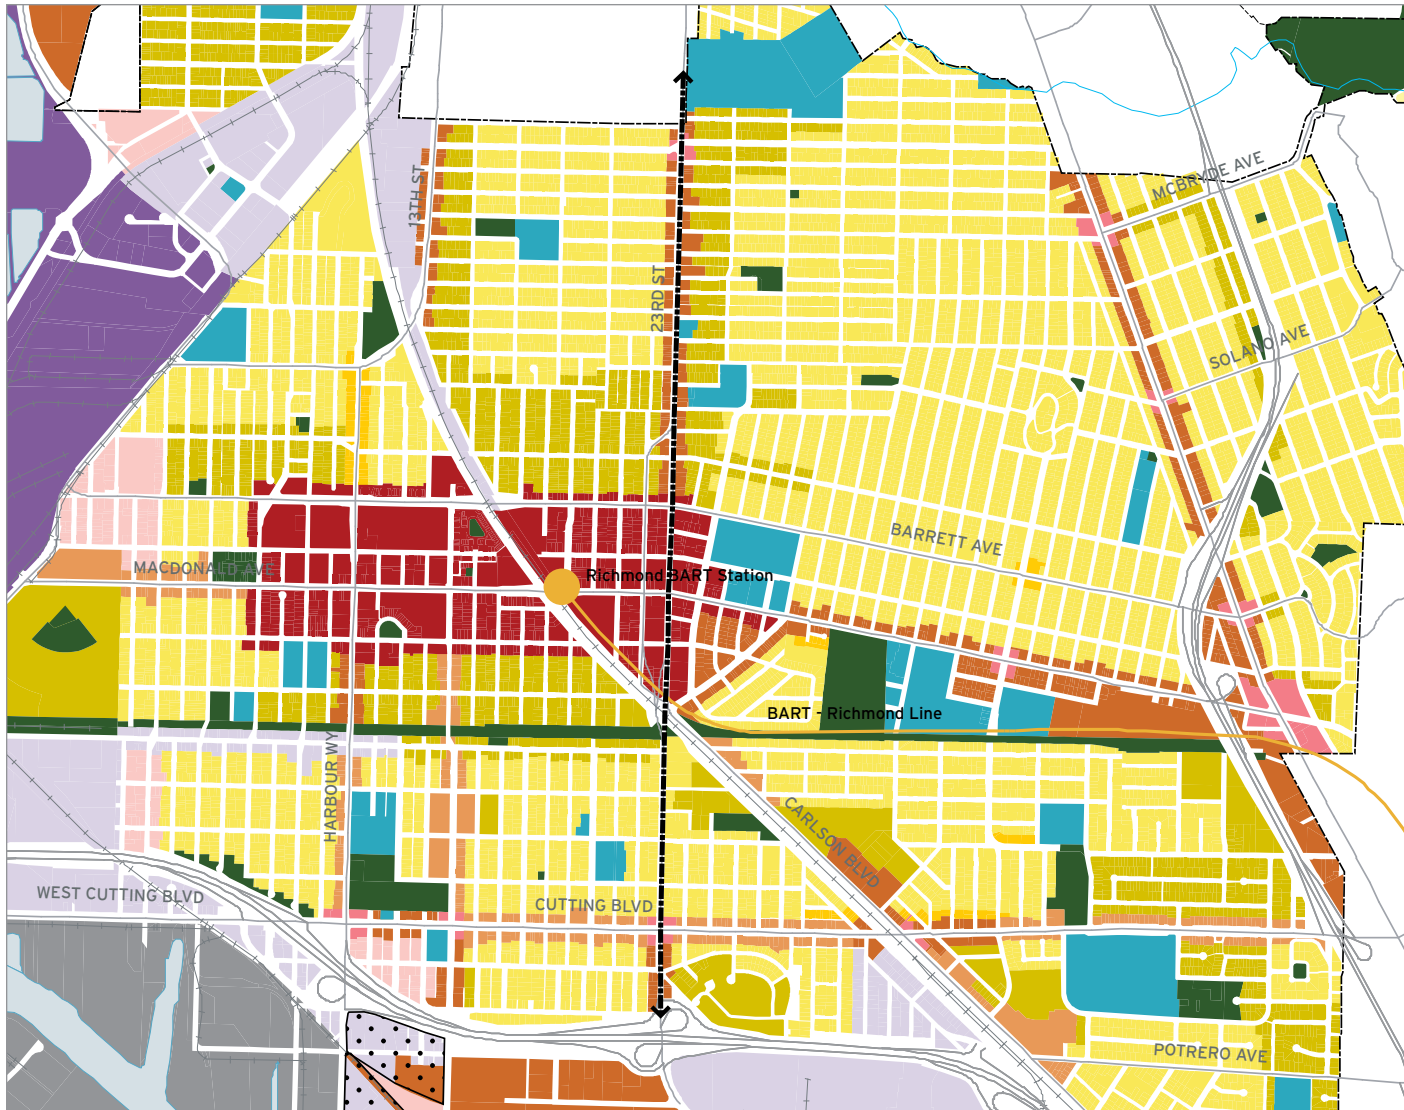 MCBRYDE AVE
13TH ST
23RD ST
SOLANO AVE
BARRETT AVE
MACDONALD AVE
Richmond BART Station
BART - Richmond Line
HARBOUR WY
CARLSON BLVD
WEST CUTTING BLVD
CUTTING BLVD
POTRERO AVE